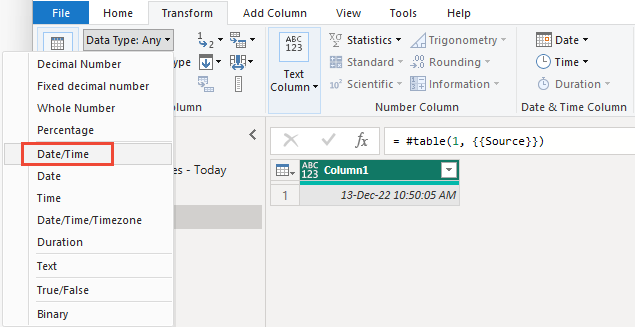 File Home Transform Add Column View Tools Help
Data Type: Any
ype
ABC
123
Text
Column
umn
Statistics
Standard
Scientific
Trigonometry
Rounding
Information
Number Column
Date
Time
Duration
Date & Time Column
Decimal Number
Fixed decimal number
Whole Number
Percentage
Date/Time
Date
Time
Date/Time/Timezone
Duration
Text
True/False
Binary
es - Today
fx = #table(1, {{Source}})
ABC
123 Column1
1 13-Dec-22 10:50:05 AM